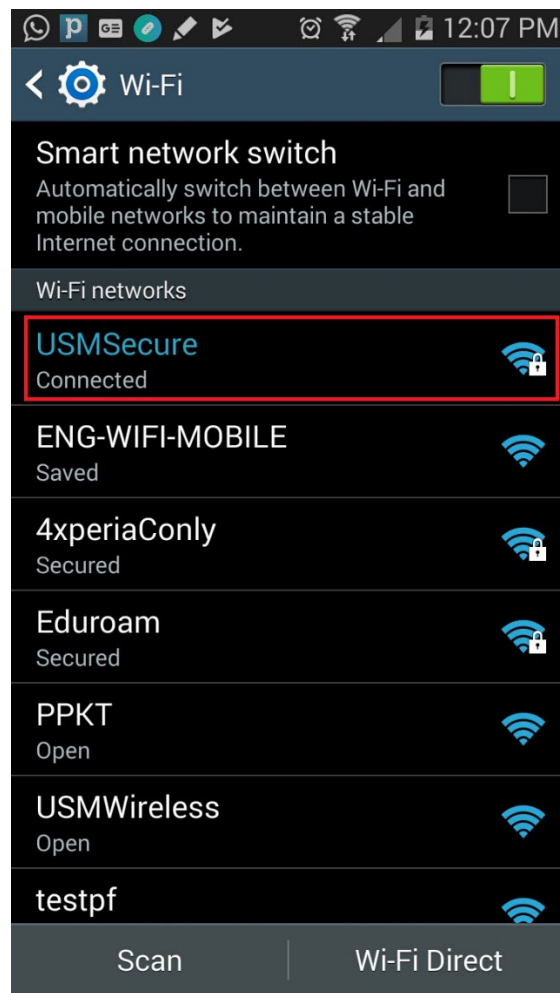 12:07 PM
Wi-Fi
Smart network switch
Automatically switch between Wi-Fi and
mobile networks to maintain a stable
Internet connection.
Wi-Fi networks
USMSecure
Connected
ENG-WIFI-MOBILE
Saved
4xperiaConly
Secured
Eduroam
Secured
PPKT
Open
USMWireless
Open
testpf
Scan
Wi-Fi Direct